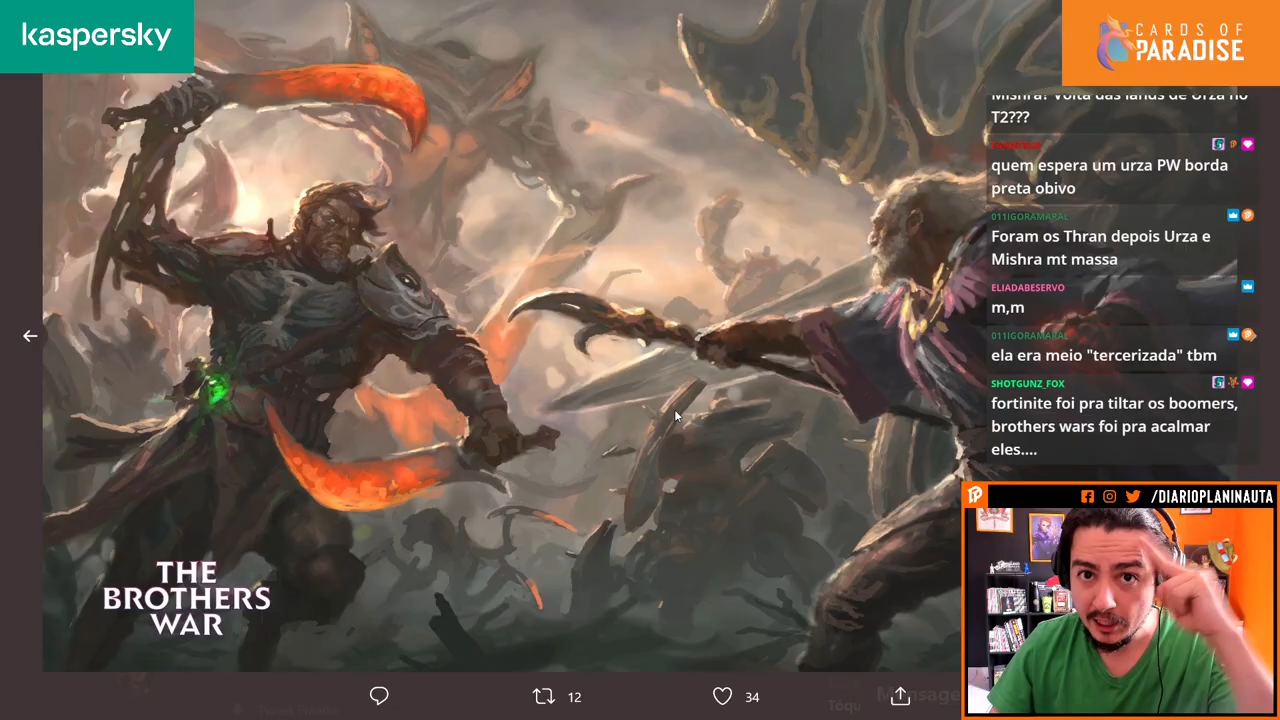 kaspersky
CARDS OF
PARADISE
Mishra? Volta das lands de Urza no
T2???
quem espera um urza PW borda
preta obivo
011IGORAMARAL
Foram os Thran depois Urza e
Mishra mt massa
ELIADABESERVO
m,m
011IGORAMARAL
ela era meio "tercerizada" tbm
SHOTGUNZ_FOX
fortinite foi pra tiltar os boomers,
brothers wars foi pra acalmar
eles....
/DIARIOPLANINAUTA
THE
BROTHERS
WAR
12
34